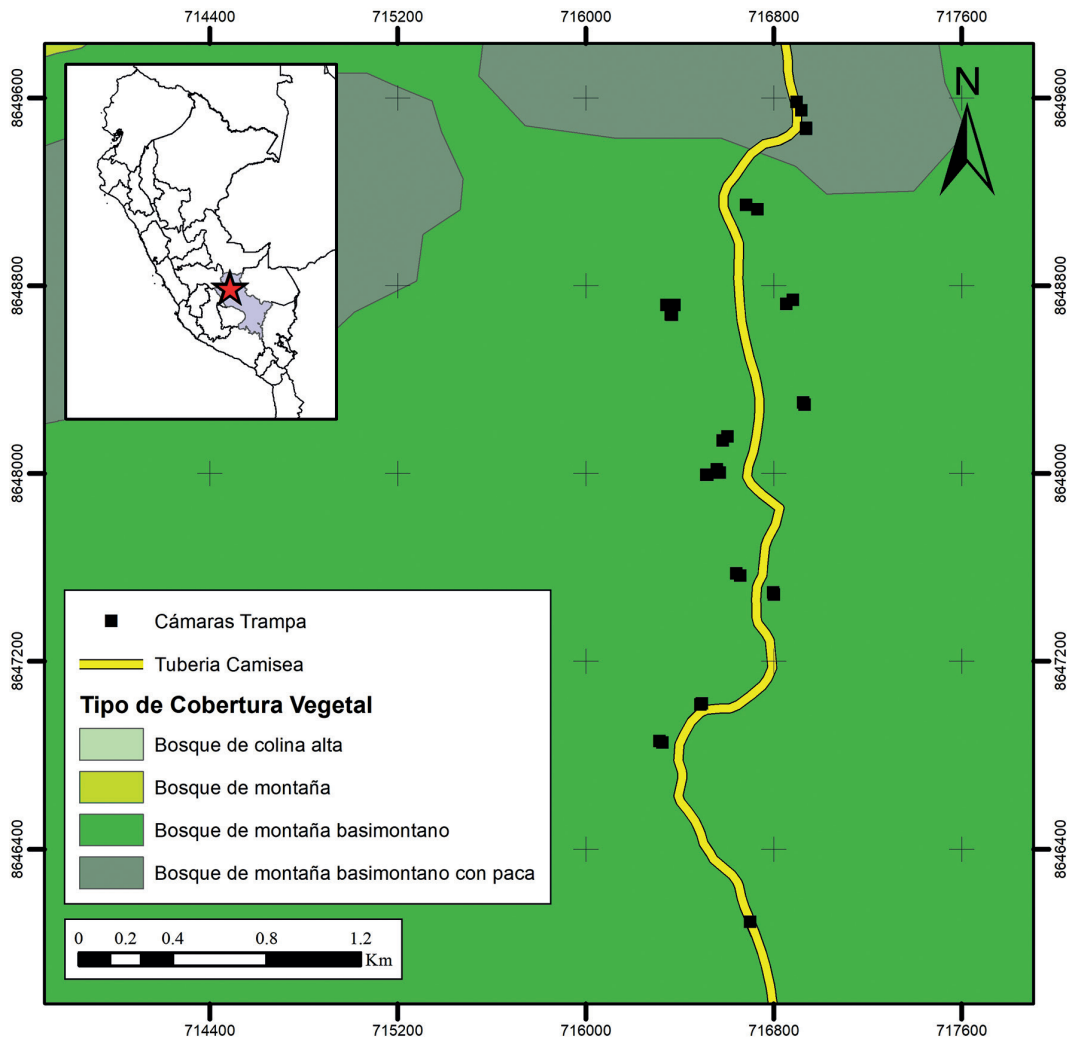 714400 715200 716000 716800 717600
N
8649600 8649600
8648800 8648800
8648000 8648000
8647200 8647200
8646400 8646400
Cámaras Trampa
Tuberia Camisea
Tipo de Cobertura Vegetal
Bosque de colina alta
Bosque de montaña
Bosque de montaña basimontano
Bosque de montaña basimontano con paca
0 0.2 0.4 0.8 1.2
Km
714400 715200 716000 716800 717600